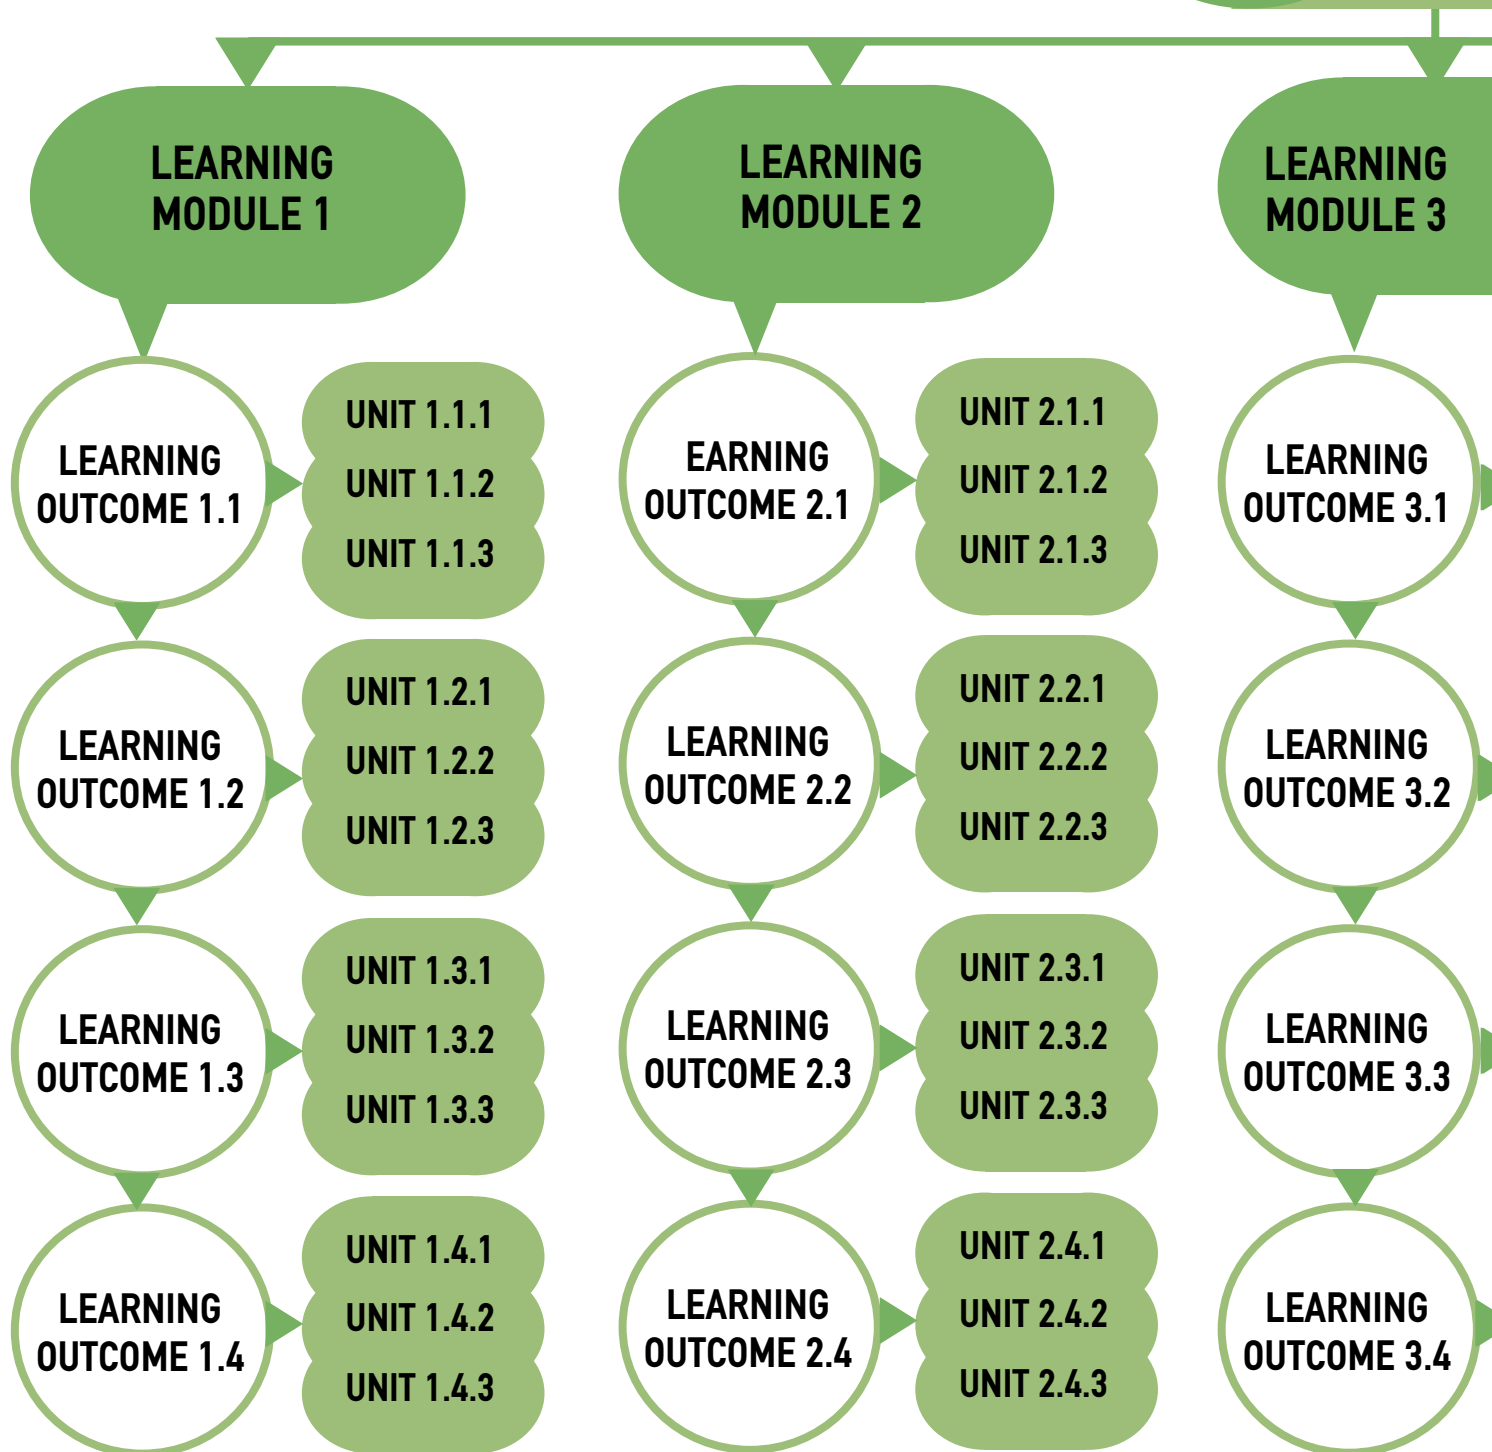 LEARNING
MODULE 1
LEARNING
OUTCOME 1.1
UNIT 1.1.1
UNIT 1.1.2
UNIT 1.1.3
LEARNING
OUTCOME 1.2
UNIT 1.2.1
UNIT 1.2.2
UNIT 1.2.3
LEARNING
OUTCOME 1.3
UNIT 1.3.1
UNIT 1.3.2
UNIT 1.3.3
LEARNING
OUTCOME 1.4
UNIT 1.4.1
UNIT 1.4.2
UNIT 1.4.3
LEARNING
MODULE 2
EARNING
OUTCOME 2.1
UNIT 2.1.1
UNIT 2.1.2
UNIT 2.1.3
LEARNING
OUTCOME 2.2
UNIT 2.2.1
UNIT 2.2.2
UNIT 2.2.3
LEARNING
OUTCOME 2.3
UNIT 2.3.1
UNIT 2.3.2
UNIT 2.3.3
LEARNING
OUTCOME 2.4
UNIT 2.4.1
UNIT 2.4.2
UNIT 2.4.3
LEARNING
MODULE 3
LEARNING
OUTCOME 3.1
LEARNING
OUTCOME 3.2
LEARNING
OUTCOME 3.3
LEARNING
OUTCOME 3.4